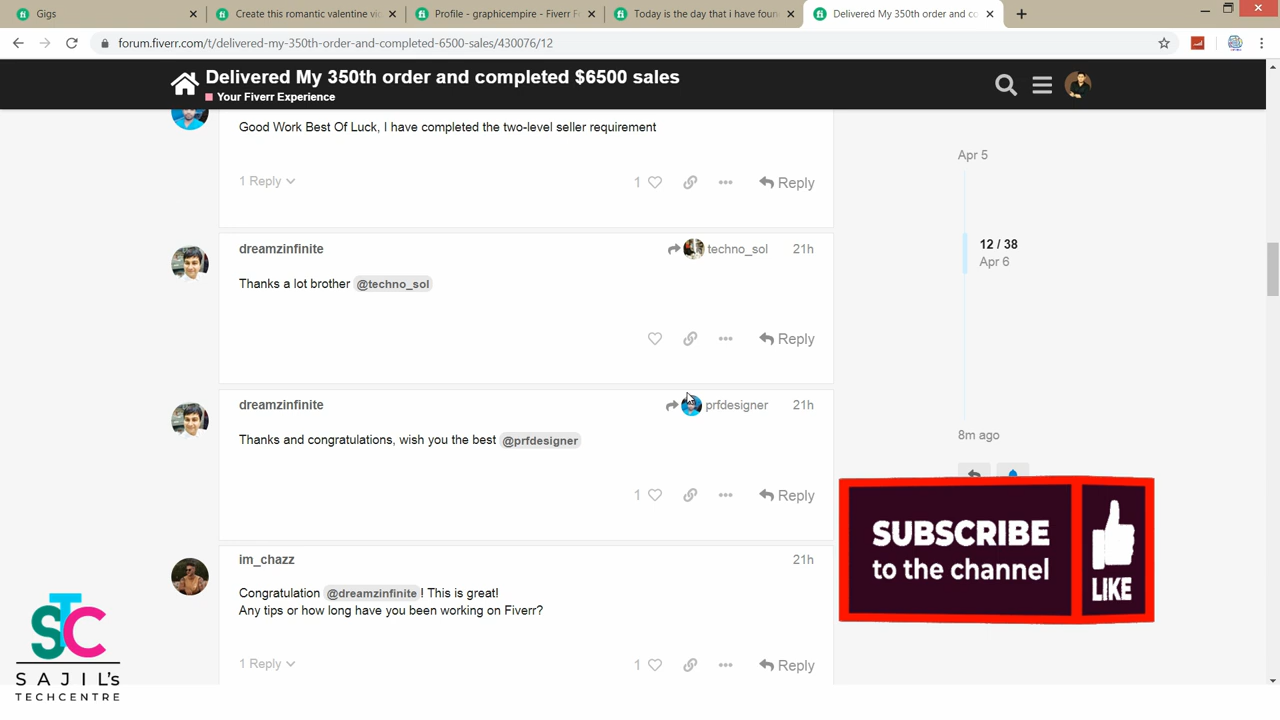 Gigs
Create this romantic valentine vi
Profile - graphicempire - Fiverr F
Today is the day that i have foun
Delivered My 350th order and co
forum.fiverr.com/t/delivered-my-350th-order-and-completed-6500-sales/430076/12
Delivered My 350th order and completed $6500 sales
Your Fiverr Experience
Good Work Best Of Luck, I have completed the two-level seller requirement
1 Reply
1
Reply
dreamzinfinite
techno_sol
21h
Thanks a lot brother @techno_sol
Reply
dreamzinfinite
prfdesigner
21h
Thanks and congratulations, wish you the best @prfdesigner
1
Reply
im_chazz
21h
Congratulation @dreamzinfinite ! This is great!
Any tips or how long have you been working on Fiverr?
1 Reply
1
Reply
Apr 5
12 / 38
Apr 6
8m ago
SUBSCRIBE
to the channel
LIKE
STC
SAJIL's
TECHCENTRE